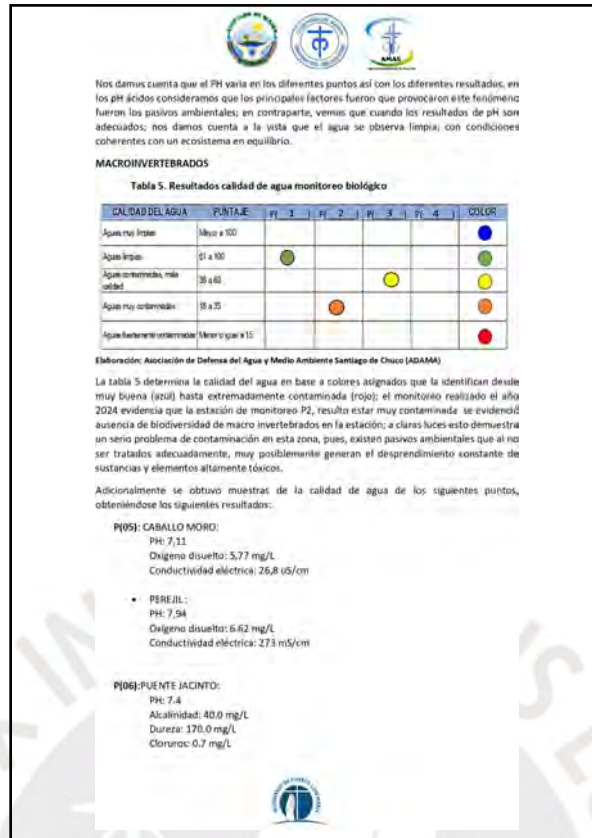 AMAS
Nos damos cuenta que el PH varia en los diferentes puntos así con los diferentes resultados, en
los pH ácidos consideramos que los principales factores fueron que provocaron este fenómeno
fueron los pasivos ambientales; en contraparte, vemos que cuando los resultados de pH son
adecuados; nos damos cuenta a la vista que el agua se observa limpia; con condiciones
coherentes con un ecosistema en equilibrio.
MACROINVERTEBRADOS
Tabla 5. Resultados calidad de agua monitoreo biológico
CALIDAD DEL AGUA PUNTAJE P( 1 ) P( 2 ) P( 3 ) P( 4 ) COLOR
Aguas muy limpias Mayor a 100
Aguas limpias 61 a 100
Aguas contaminadas, mala
calidad 36 a 60
Aguas muy contaminadas 16 a 35
Aguas fuertemente contaminadas Menor o igual a 15
Elaboración: Asociación de Defensa del Agua y Medio Ambiente Santiago de Chuco (ADAMA)
La tabla 5 determina la calidad del agua en base a colores asignados que la identifican desde
muy buena (azul) hasta extremadamente contaminada (rojo); el monitoreo realizado el año
2024 evidencia que la estación de monitoreo P2, resulto estar muy contaminada se evidenció
ausencia de biodiversidad de macro invertebrados en la estación; a claras luces esto demuestra
un serio problema de contaminación en esta zona, pues, existen pasivos ambientales que al no
ser tratados adecuadamente, muy posiblemente generan el desprendimiento constante de
sustancias y elementos altamente tóxicos.
Adicionalmente se obtuvo muestras de la calidad de agua de los siguientes puntos,
obteniéndose los siguientes resultados:
P(05): CABALLO MORO:
PH: 7,11
Oxigeno disuelto: 5,77 mg/L
Conductividad eléctrica: 26,8 uS/cm
• PEREJIL:
PH: 7,94
Oxigeno disuelto: 6.62 mg/L
Conductividad eléctrica: 273 mS/cm
P(06):PUENTE JACINTO:
PH: 7.4
Alcalinidad: 40.0 mg/L
Dureza: 170.0 mg/L
Cloruros: 0.7 mg/L